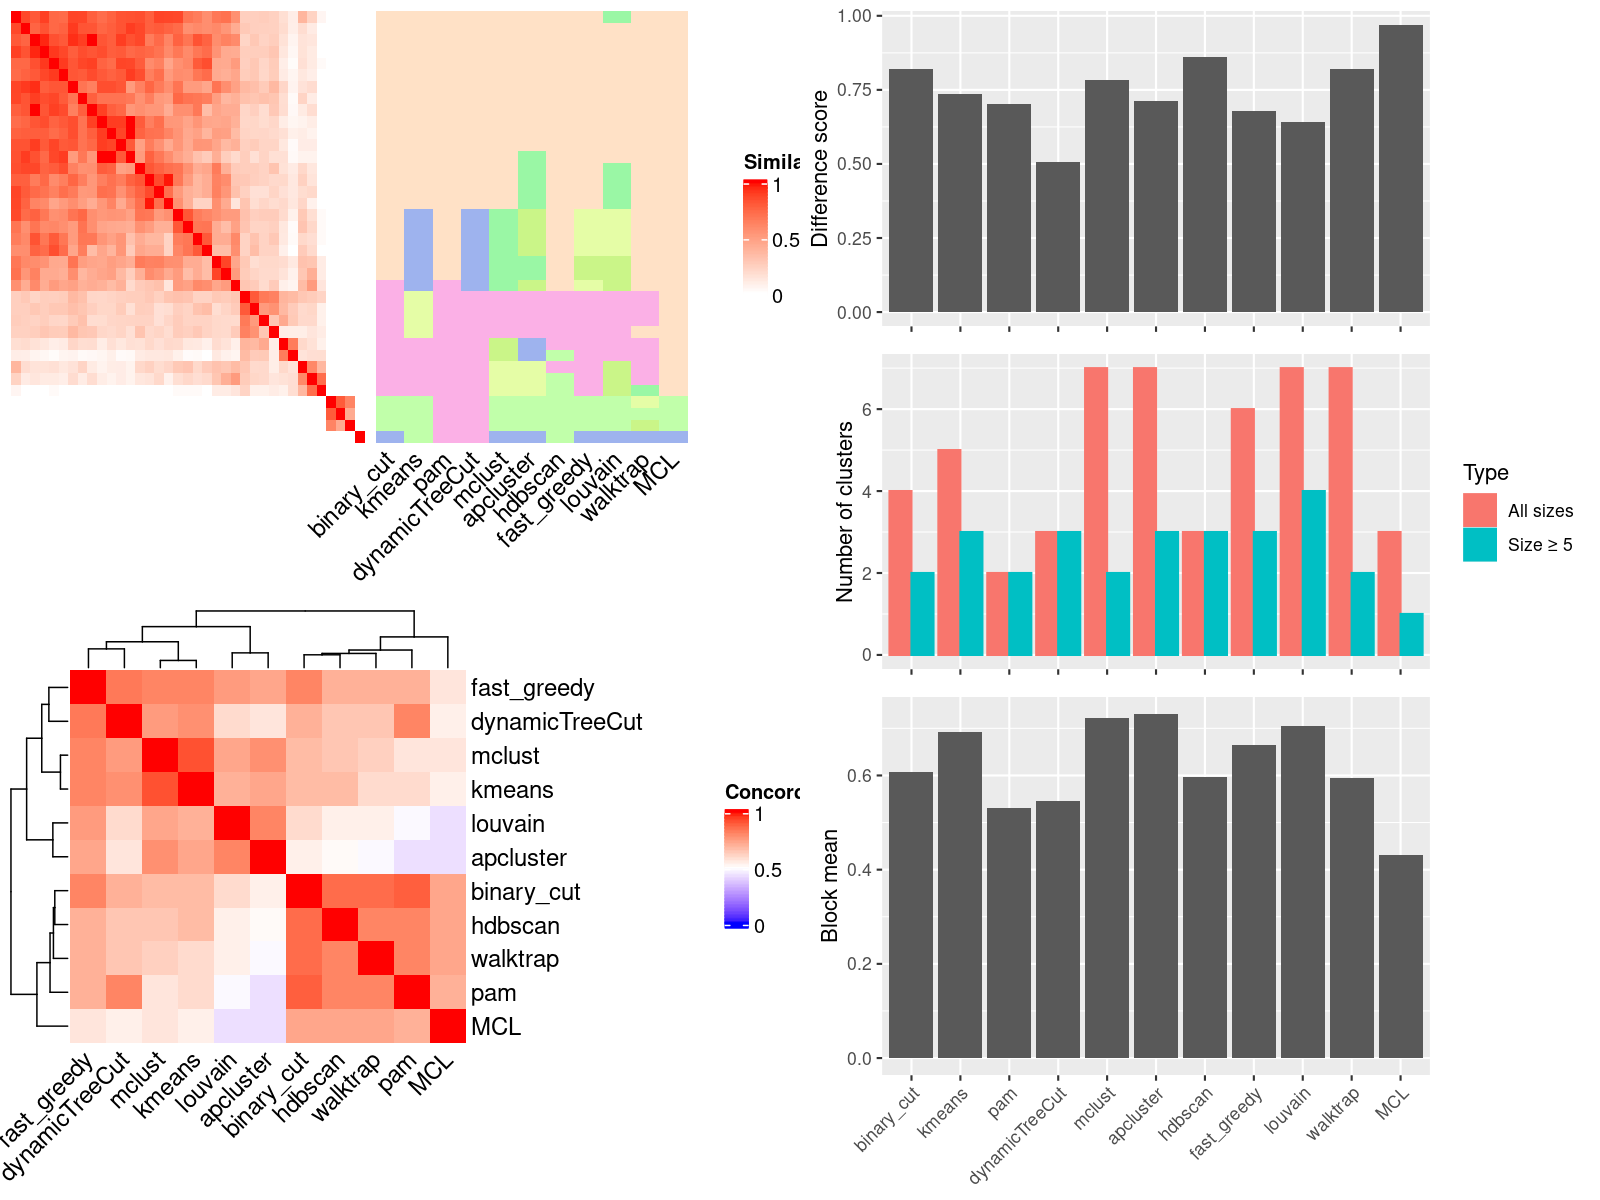 Simila
1
0.5
0
binary_cut
kmeans
pam
dynamicTreeCut
mclust
apcluster
hdbscan
fast_greedy
louvain
walktrap
MCL
fast_greedy
dynamicTreeCut
mclust
kmeans
louvain
apcluster
binary_cut
hdbscan
walktrap
pam
MCL
Concord
1
0.5
0
fast_greedy
dynamicTreeCut
mclust
kmeans
louvain
apcluster
binary_cut
hdbscan
walktrap
pam
MCL
Difference score
1.00
0.75
0.50
0.25
0.00
Number of clusters
6
4
2
0
Type
All sizes
Size ≥ 5
Block mean
0.6
0.4
0.2
0.0
binary_cut
kmeans
pam
dynamicTreeCut
mclust
apcluster
hdbscan
fast_greedy
louvain
walktrap
MCL